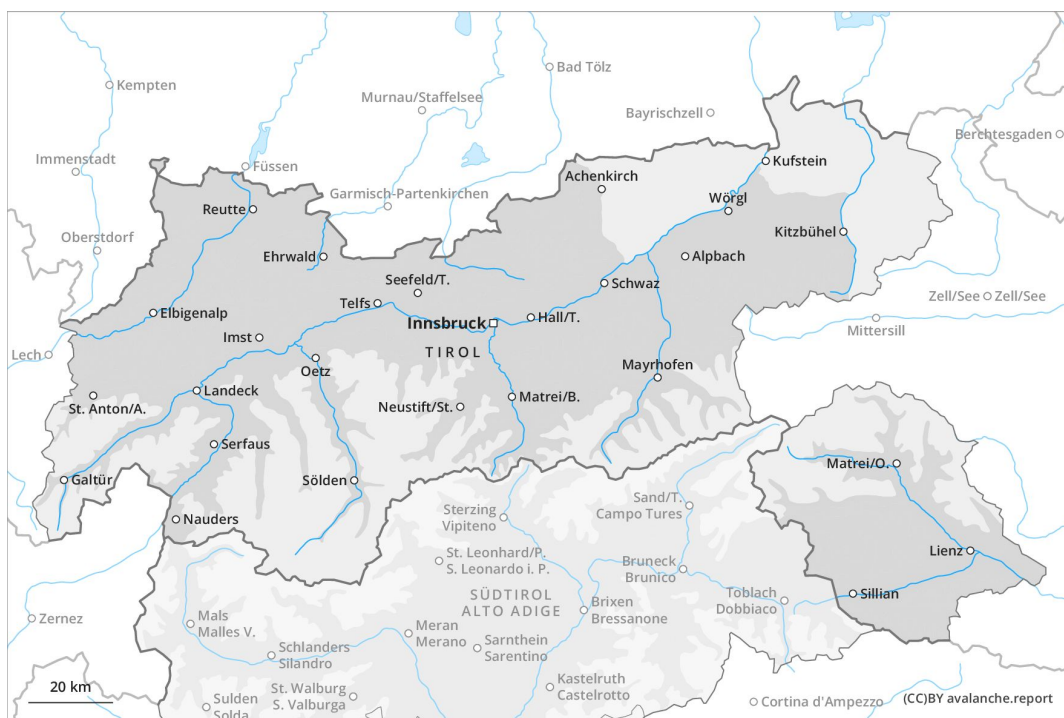 Kempten
Bad Tölz
Murnau/Staffelsee
Bayrischzell
Berchtesgaden
Immenstadt
Füssen
Kufstein
Achenkirch
Garmisch-Partenkirchen
Reutte
Wörgl
Kitzbühel
Oberstdorf
Ehrwald
Alpbach
Seefeld/T.
Schwaz
Telfs
Zell/See
Zell/See
Elbigenalp
Innsbruck
Hall/T.
Mittersill
Imst
TIROL
Lech
Oetz
Mayrhofen
Landeck
St. Anton/A.
Neustift/St.
Matrei/B.
Serfaus
Matrei/O.
Galtür
Sölden
Sand/T.
Campo Tures
Nauders
Sterzing
Vipiteno
Lienz
St. Leonhard/P.
S. Leonardo i. P.
Bruneck
Brunico
SÜDTIROL
ALTO ADIGE
Toblach
Dobbiaco
Sillian
Brixen
Bressanone
Zernez
Mals
Malles V.
Meran
Merano
Sarnthein
Sarentino
Schlanders
Silandro
Kastelruth
Castelrotto
20 km
St. Walburg
S. Valburga
Sulden
Solda
Cortina d'Ampezzo
(CC)BY avalanche.report